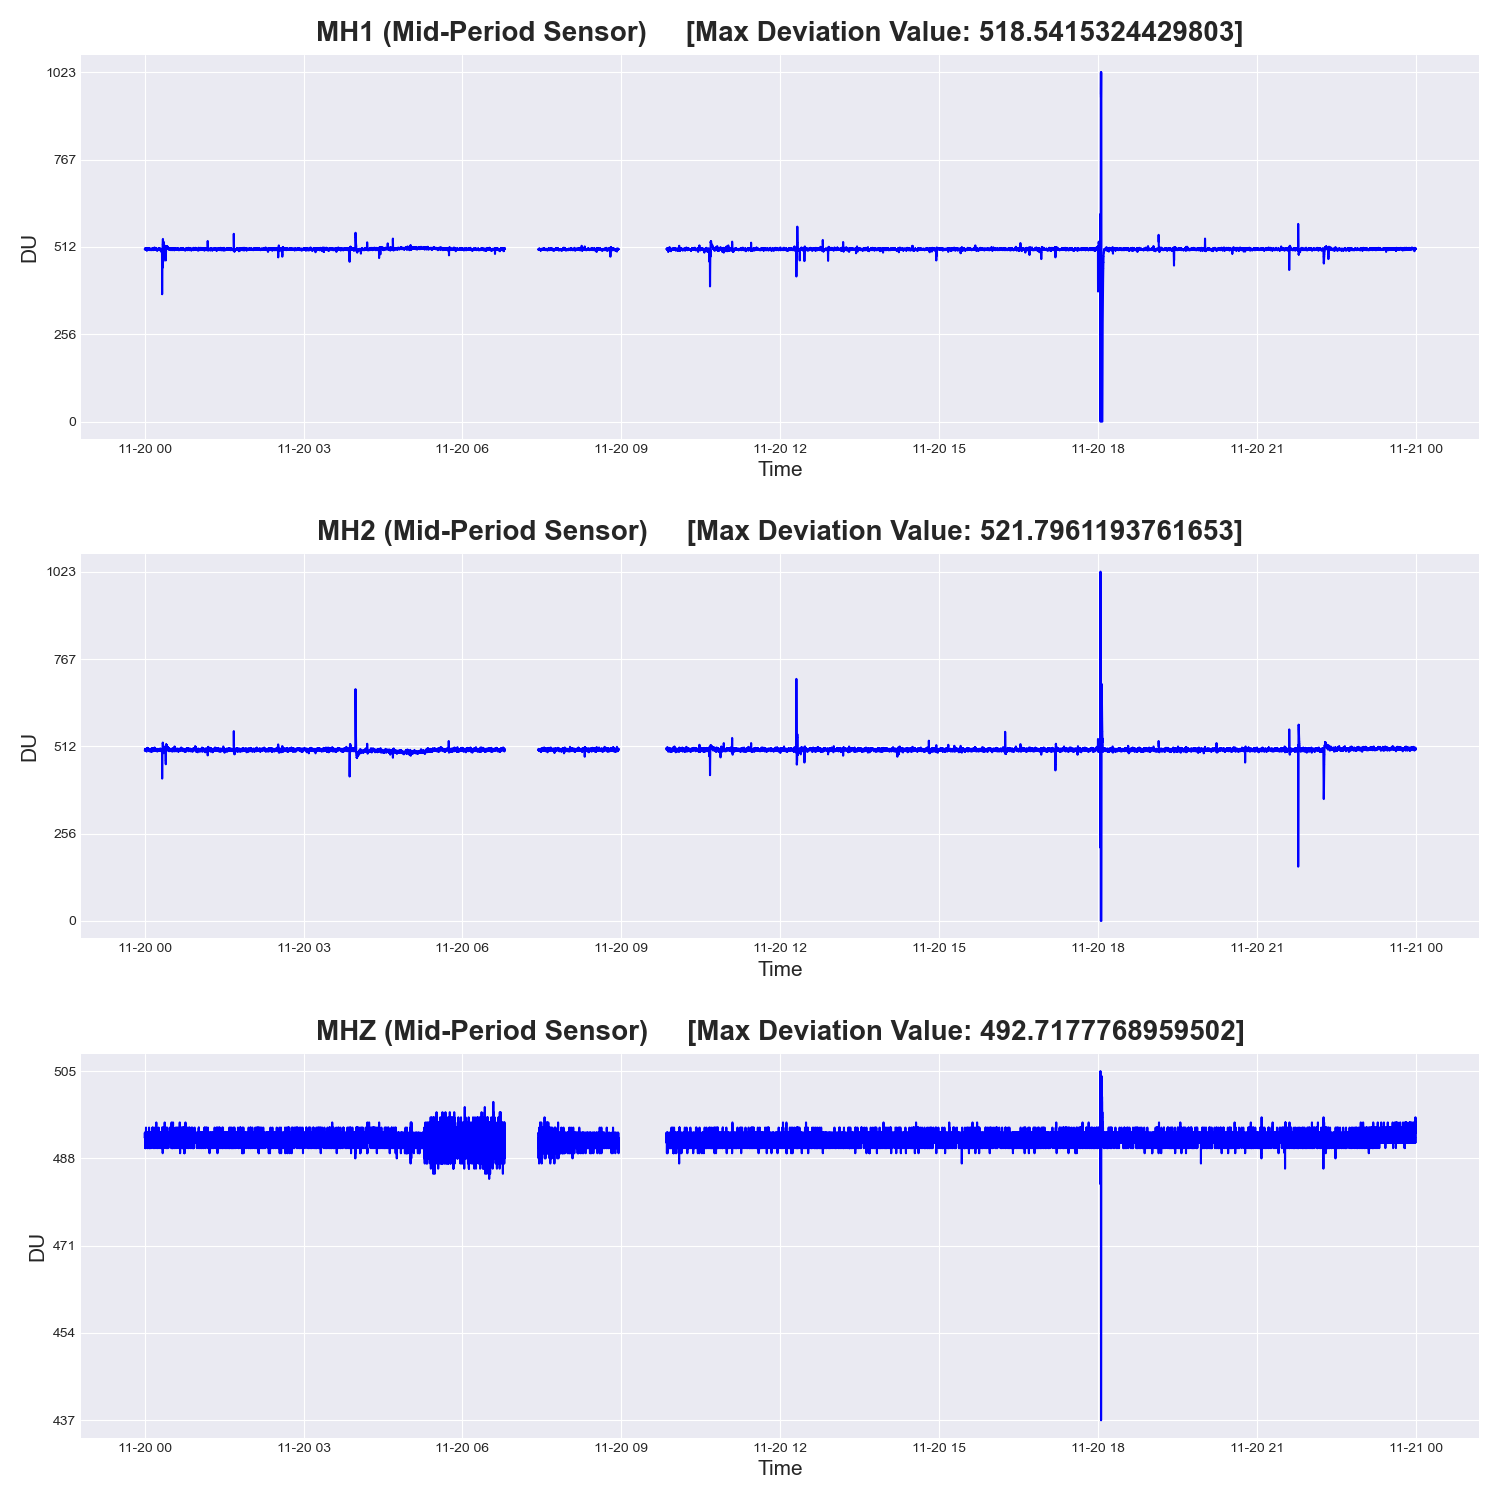 MH1 (Mid-Period Sensor) [Max Deviation Value: 518.5415324429803]
1023
767
512
256
0
DU
11-20 00 11-20 03 11-20 06 11-20 09 11-20 12 11-20 15 11-20 18 11-20 21 11-21 00
Time
MH2 (Mid-Period Sensor) [Max Deviation Value: 521.7961193761653]
1023
767
512
256
0
DU
11-20 00 11-20 03 11-20 06 11-20 09 11-20 12 11-20 15 11-20 18 11-20 21 11-21 00
Time
MHZ (Mid-Period Sensor) [Max Deviation Value: 492.7177768959502]
505
488
471
454
437
DU
11-20 00 11-20 03 11-20 06 11-20 09 11-20 12 11-20 15 11-20 18 11-20 21 11-21 00
Time